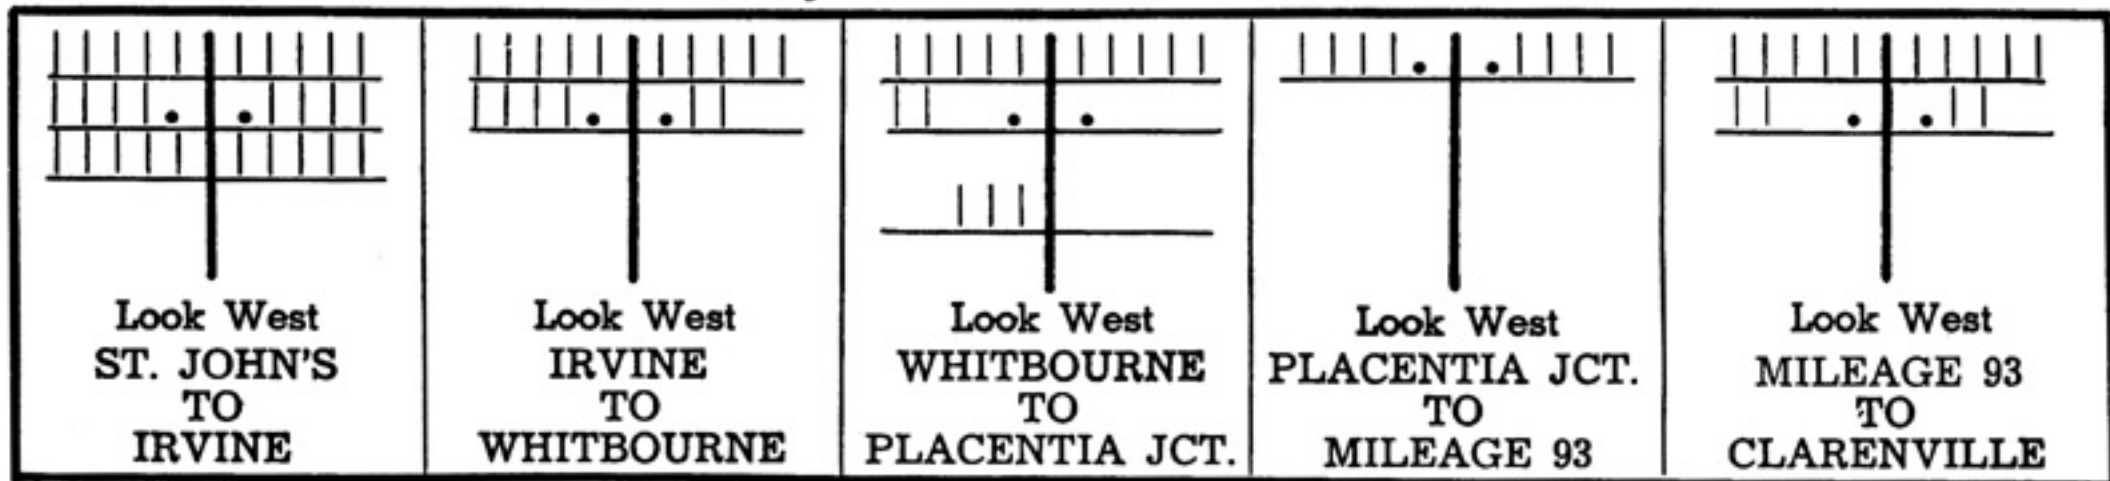 Look West
ST. JOHN'S
TO
IRVINE
Look West
IRVINE
TO
WHITBOURNE
Look West
WHITBOURNE
TO
PLACENTIA JCT.
Look West
PLACENTIA JCT.
TO
MILEAGE 93
Look West
MILEAGE 93
TO
CLARENVILLE